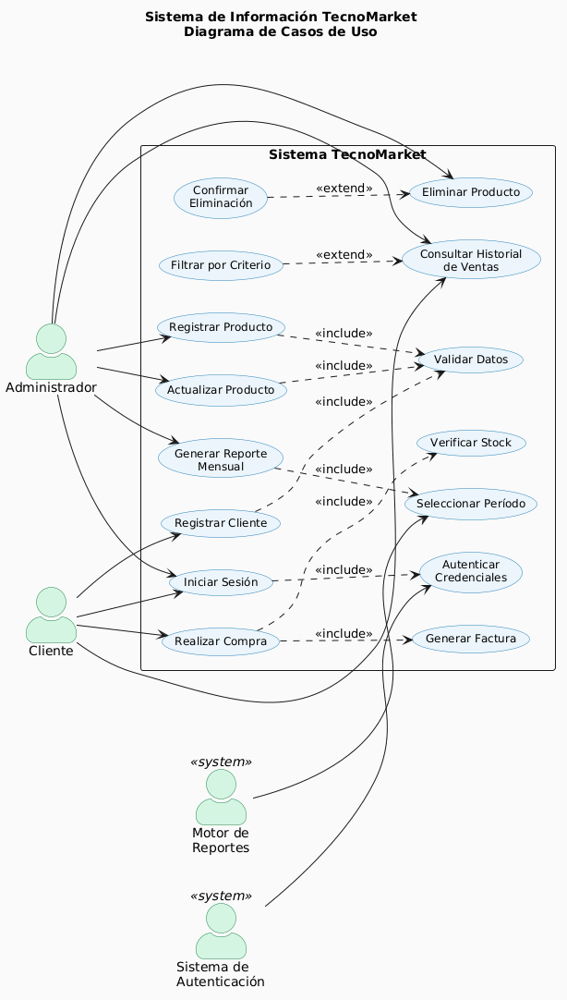 Sistema de Información TecnoMarket
Diagrama de Casos de Uso
Sistema TecnoMarket
Confirmar
Eliminación
«extend»
Eliminar Producto
Filtrar por Criterio
«extend»
Consultar Historial
de Ventas
Registrar Producto
«include»
Validar Datos
Administrador
Actualizar Producto
«include»
«include»
Generar Reporte
Mensual
Verificar Stock
«include»
Seleccionar Período
Registrar Cliente
«include»
Iniciar Sesión
«include»
Autenticar
Credenciales
Cliente
Realizar Compra
«include»
Generar Factura
«system»
Motor de
Reportes
«system»
Sistema de
Autenticación